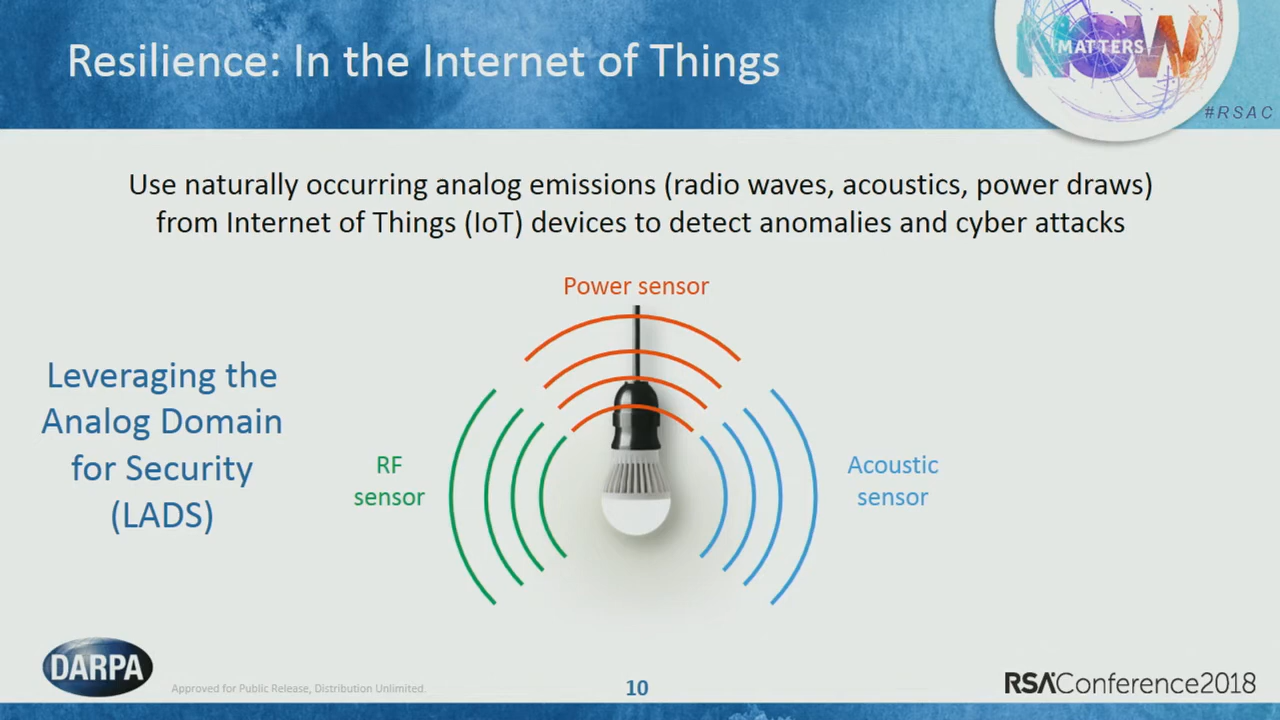 Resilience: In the Internet of Things
NOW
MATTERS
#RSAC
Use naturally occurring analog emissions (radio waves, acoustics, power draws)
from Internet of Things (IoT) devices to detect anomalies and cyber attacks
Power sensor
Leveraging the
Analog Domain
for Security
(LADS)
RF
sensor
Acoustic
sensor
DARPA
Approved for Public Release, Distribution Unlimited.
10
RSAConference2018